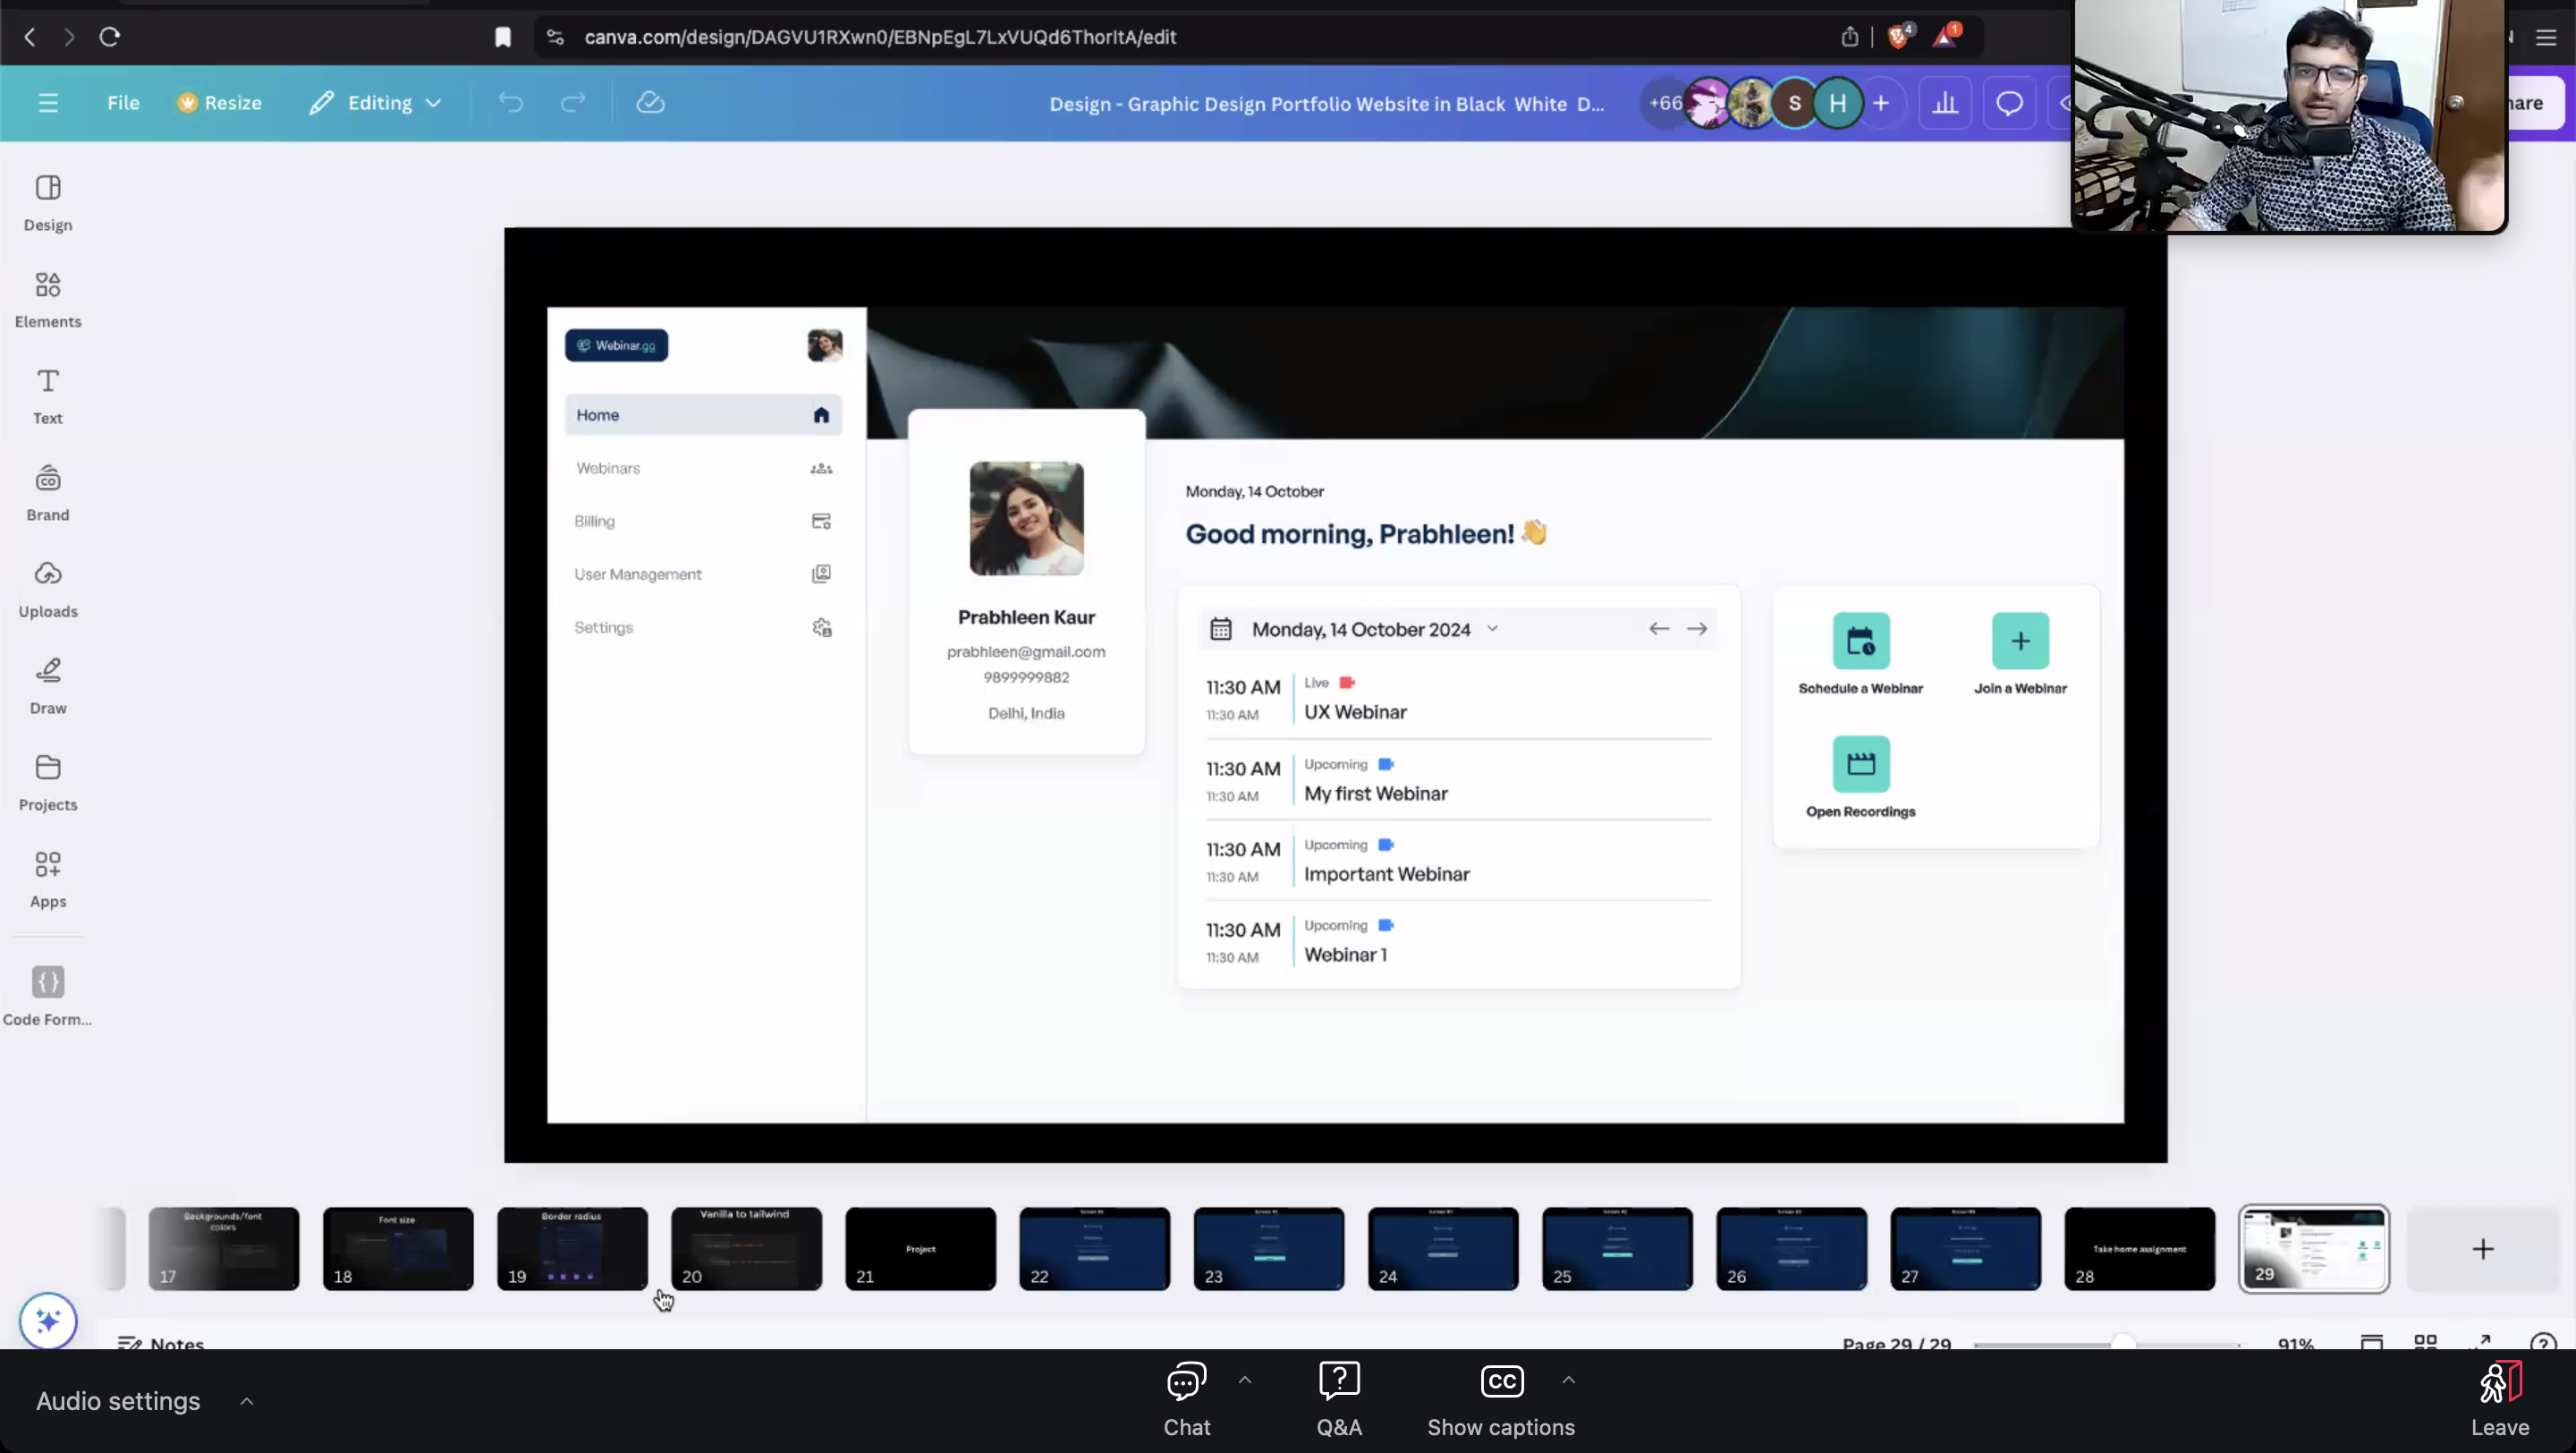 canva.com/design/DAGVU1RXwn0/EBNpEgL7LxVUQd6ThorItA/edit
4
1
File
Resize
Editing
Design - Graphic Design Portfolio Website in Black White D...
+66
S
H
Design
Elements
Text
Brand
Uploads
Draw
Projects
Apps
Code Form...
Webinar.gg
Home
Webinars
Billing
User Management
Settings
Prabhleen Kaur
prabhleen@gmail.com
9899999882
Delhi, India
Monday, 14 October
Good morning, Prabhleen! 👋
Monday, 14 October 2024
11:30 AM
11:30 AM
Live
UX Webinar
11:30 AM
11:30 AM
Upcoming
My first Webinar
11:30 AM
11:30 AM
Upcoming
Important Webinar
11:30 AM
11:30 AM
Upcoming
Webinar 1
Schedule a Webinar
Join a Webinar
Open Recordings
Backgrounds/font
colors
17
Font size
18
Border radius
19
Vanilla to tailwind
20
Project
21
22
23
24
25
26
27
Take home assignment
28
29
Notes
Page 29 / 29
91%
Audio settings
Chat
Q&A
CC
Show captions
Leave